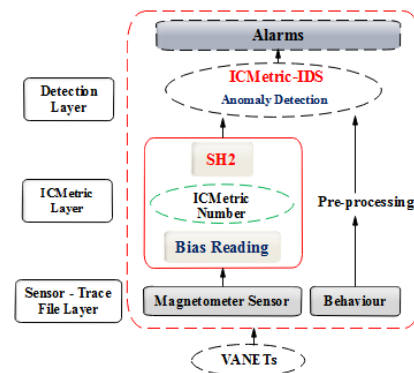 Alarms
Detection
Layer
ICMetric-IDS
Anomaly Detection
SH2
ICMetric
Layer
ICMetric
Number
Pre-processing
Bias Reading
Sensor - Trace
File Layer
Magnetometer Sensor
Behaviour
VANETs